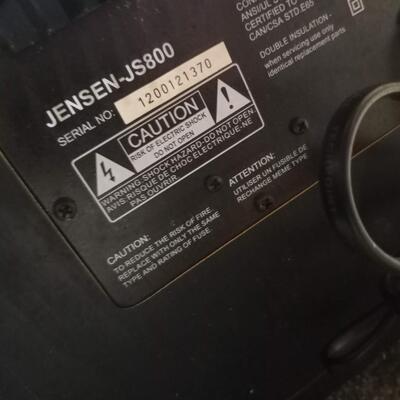 JENSEN-JS800
SERIAL NO:
1200121370
CAUTION
RISK OF ELECTRIC SHOCK
DO NOT OPEN
WARNING: SHOCK HAZARD-DO NOT OPEN
AVIS: RISQUE DE CHOC ELECTRIQUE-NE
PAS OUVRIR
CAUTION:
TO REDUCE THE RISK OF FIRE,
REPLACE WITH ONLY THE SAME
TYPE AND RATING OF FUSE.
ATTENTION:
UTILISER UN FUSIBLE DE
RECHANGE MEME TYPE
ANSI/UL
CERTIFIED TO
CAN/CSA STD.E65
DOUBLE INSULATION -
when servicing use only
identical replacement parts